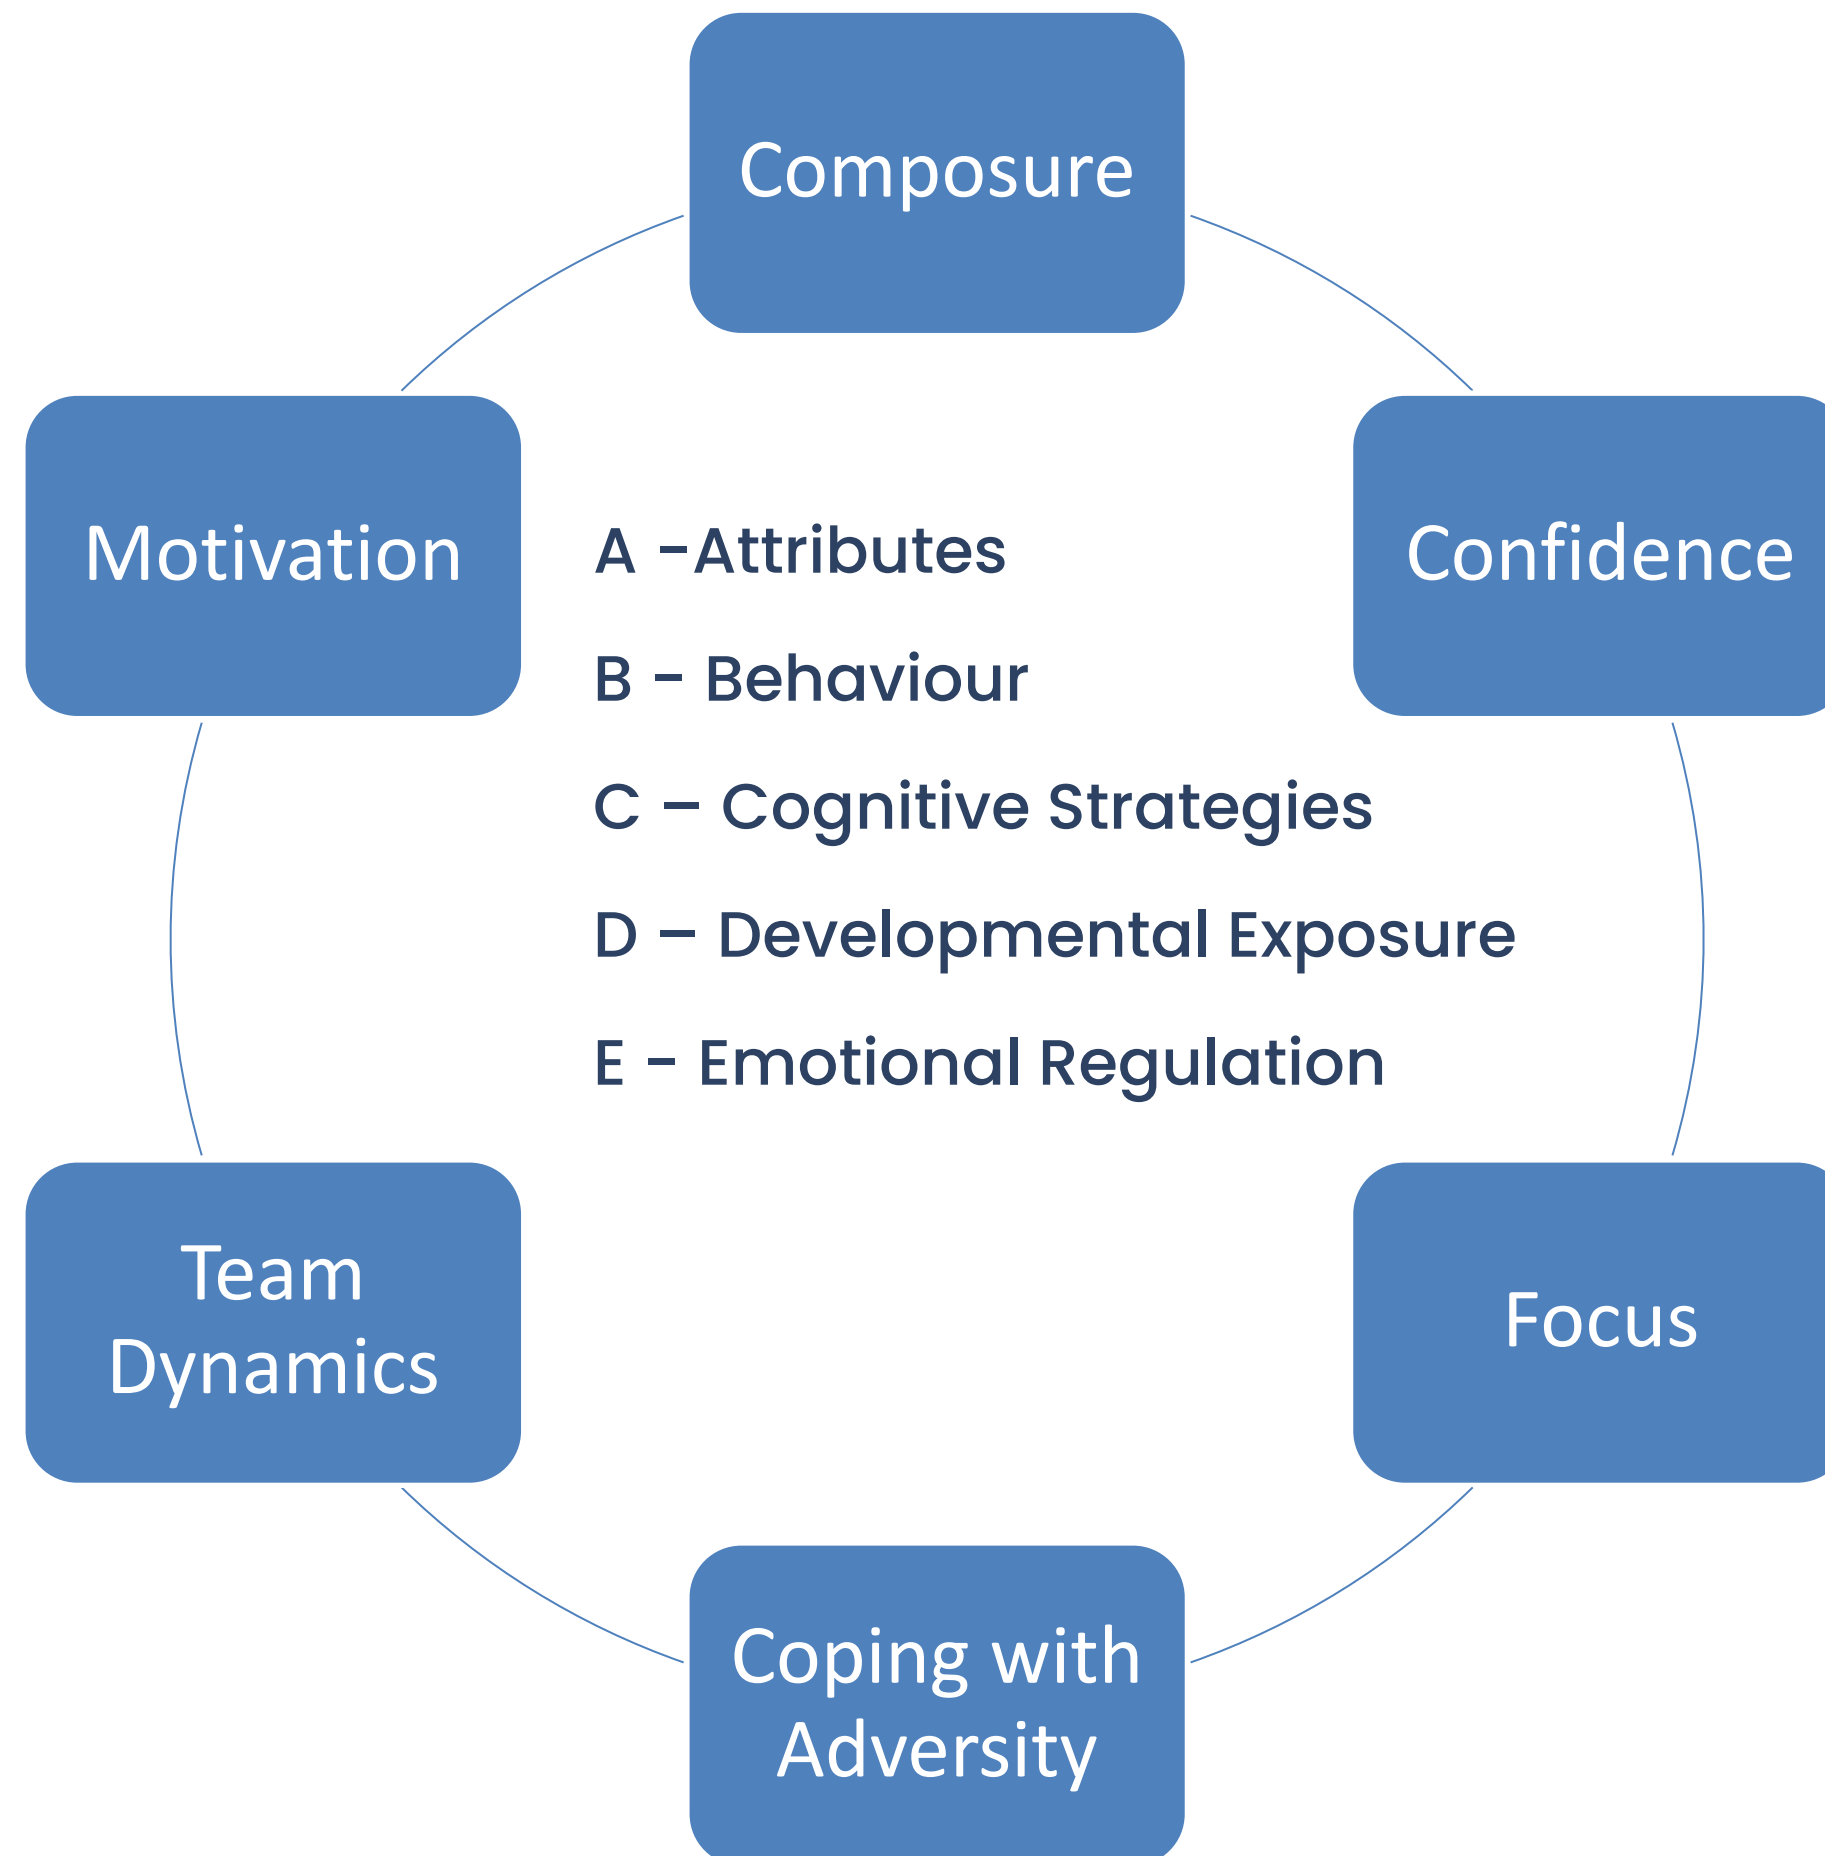 Composure
Motivation
Confidence
A -Attributes
B - Behaviour
C – Cognitive Strategies
D – Developmental Exposure
E - Emotional Regulation
Team
Dynamics
Focus
Coping with
Adversity